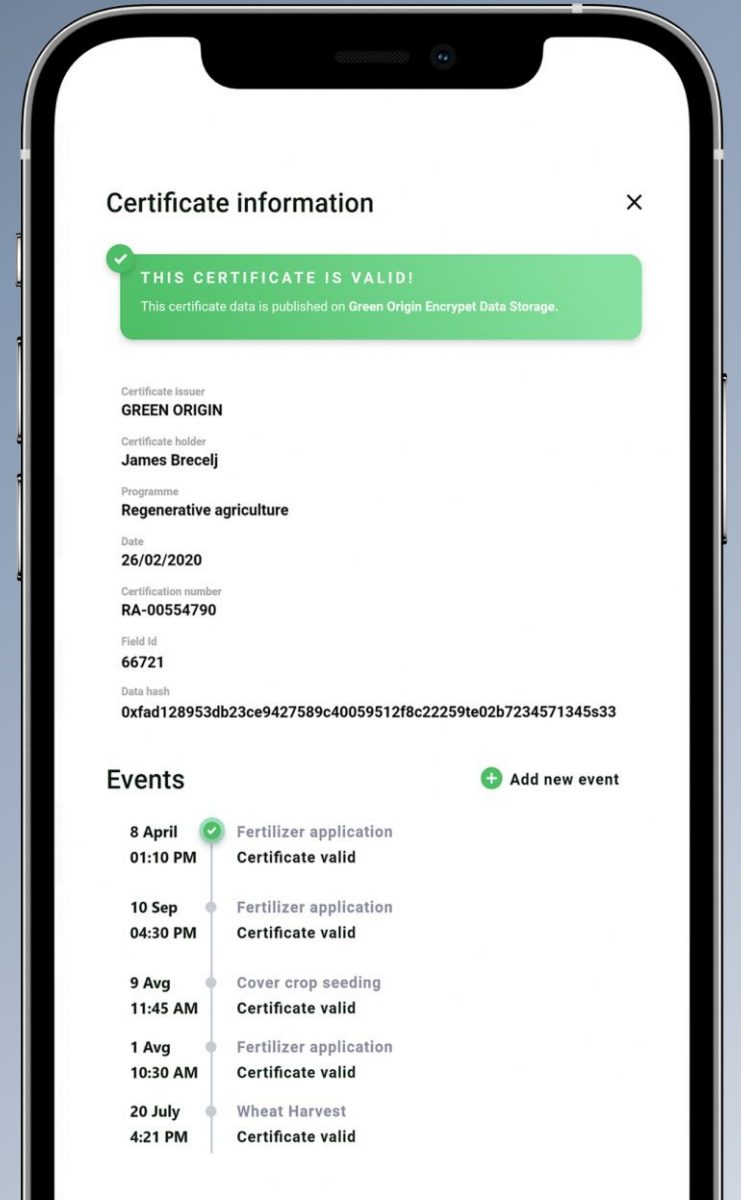 Certificate information
THIS CERTIFICATE IS VALID!
This certificate data is published on Green Origin Encrypet Data Storage.
Certificate issuer
GREEN ORIGIN
Certificate holder
James Brecelj
Programme
Regenerative agriculture
Date
26/02/2020
Certification number
RA-00554790
Field Id
66721
Data hash
0xfad128953db23ce9427589c40059512f8c22259te02b7234571345s33
Events
Add new event
8 April Fertilizer application
01:10 PM Certificate valid
10 Sep Fertilizer application
04:30 PM Certificate valid
9 Avg Cover crop seeding
11:45 AM Certificate valid
1 Avg Fertilizer application
10:30 AM Certificate valid
20 July Wheat Harvest
4:21 PM Certificate valid